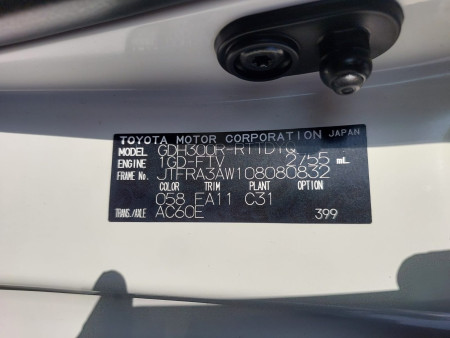 TOYOTA MOTOR CORPORATION JAPAN
MODEL GDH300R-RTTDYQ
ENGINE 1GD-FTV 2755 mL
FRAME No. JTFRA3AW108080832
COLOR TRIM PLANT OPTION
058 FA11 C31
TRANS./AXLE AC60E 399